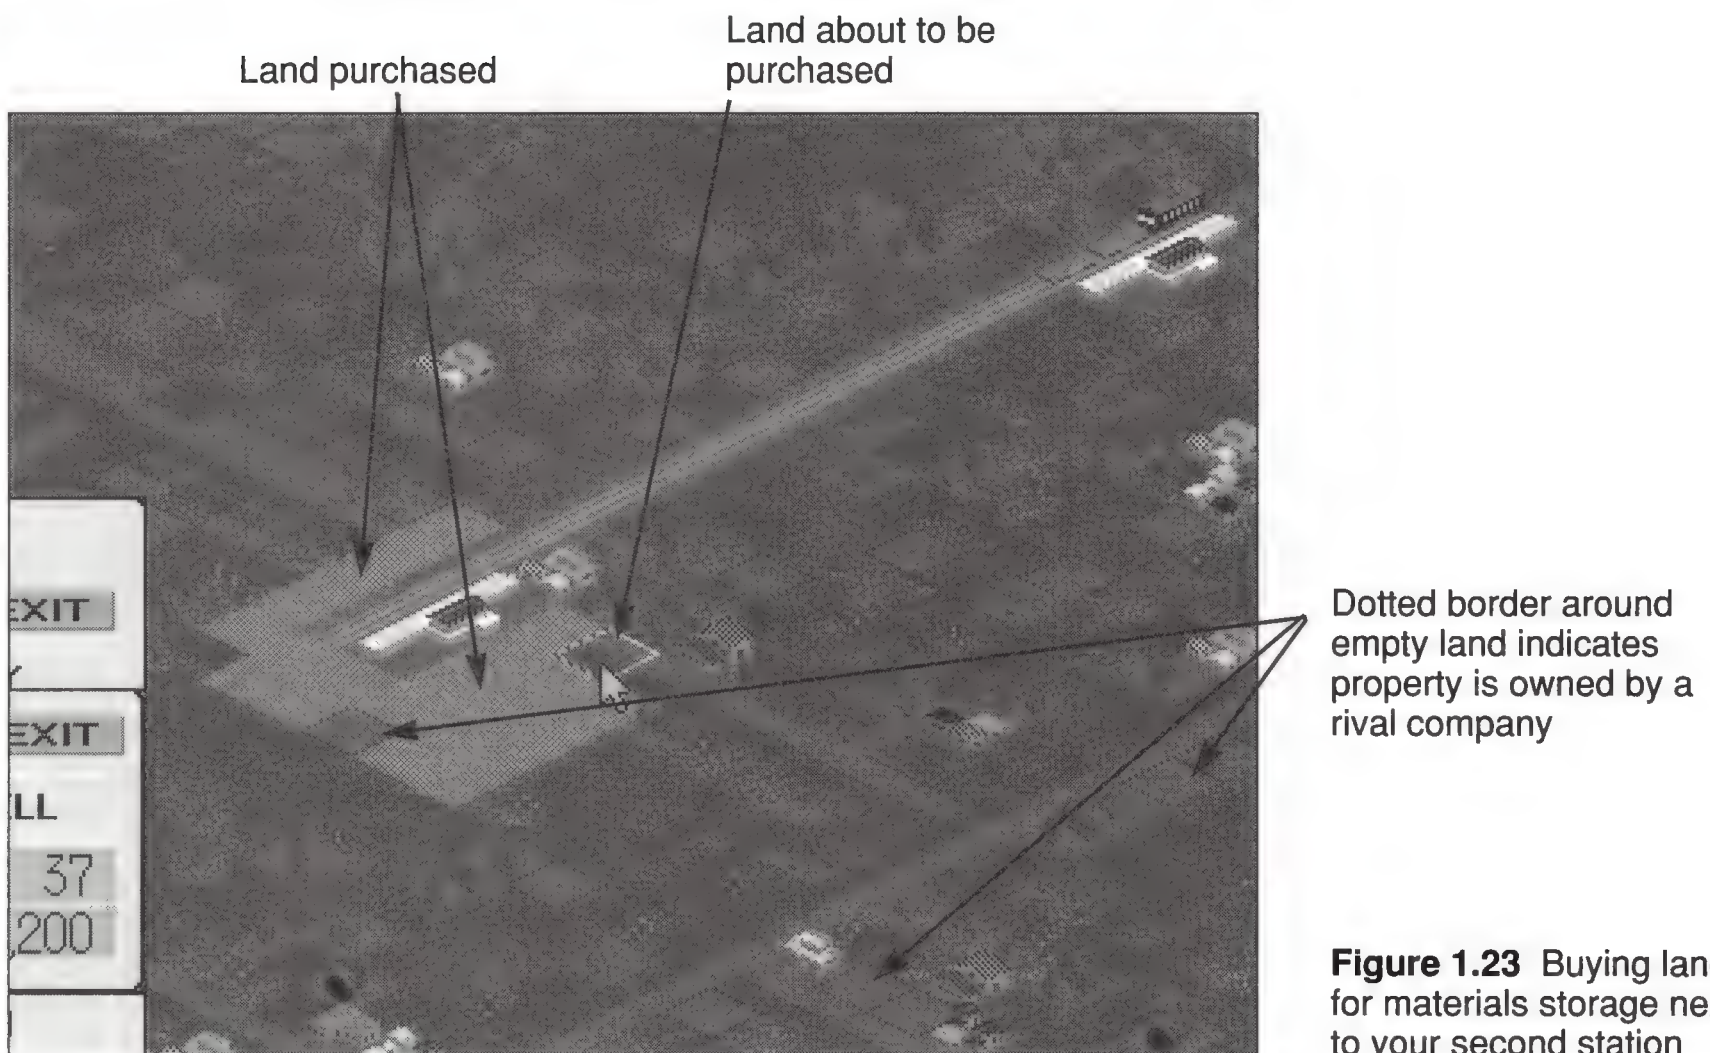 Land about to be
purchased
Land purchased
EXIT
EXIT
LL
37
,200
Dotted border around
empty land indicates
property is owned by a
rival company
Figure 1.23 Buying lan
for materials storage ne
to your second station